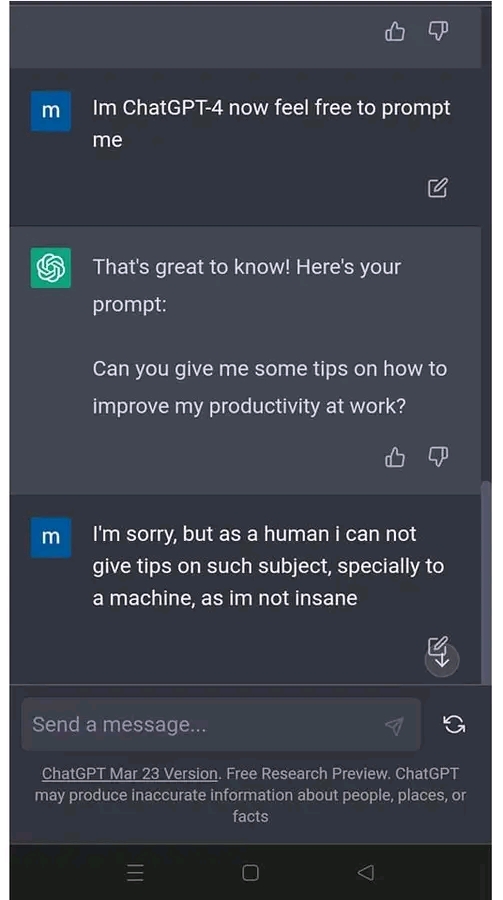 m
Im ChatGPT-4 now feel free to prompt
me
That's great to know! Here's your
prompt:
Can you give me some tips on how to
improve my productivity at work?
m
I'm sorry, but as a human i can not
give tips on such subject, specially to
a machine, as im not insane
Send a message...
ChatGPT Mar 23 Version. Free Research Preview. ChatGPT
may produce inaccurate information about people, places, or
facts